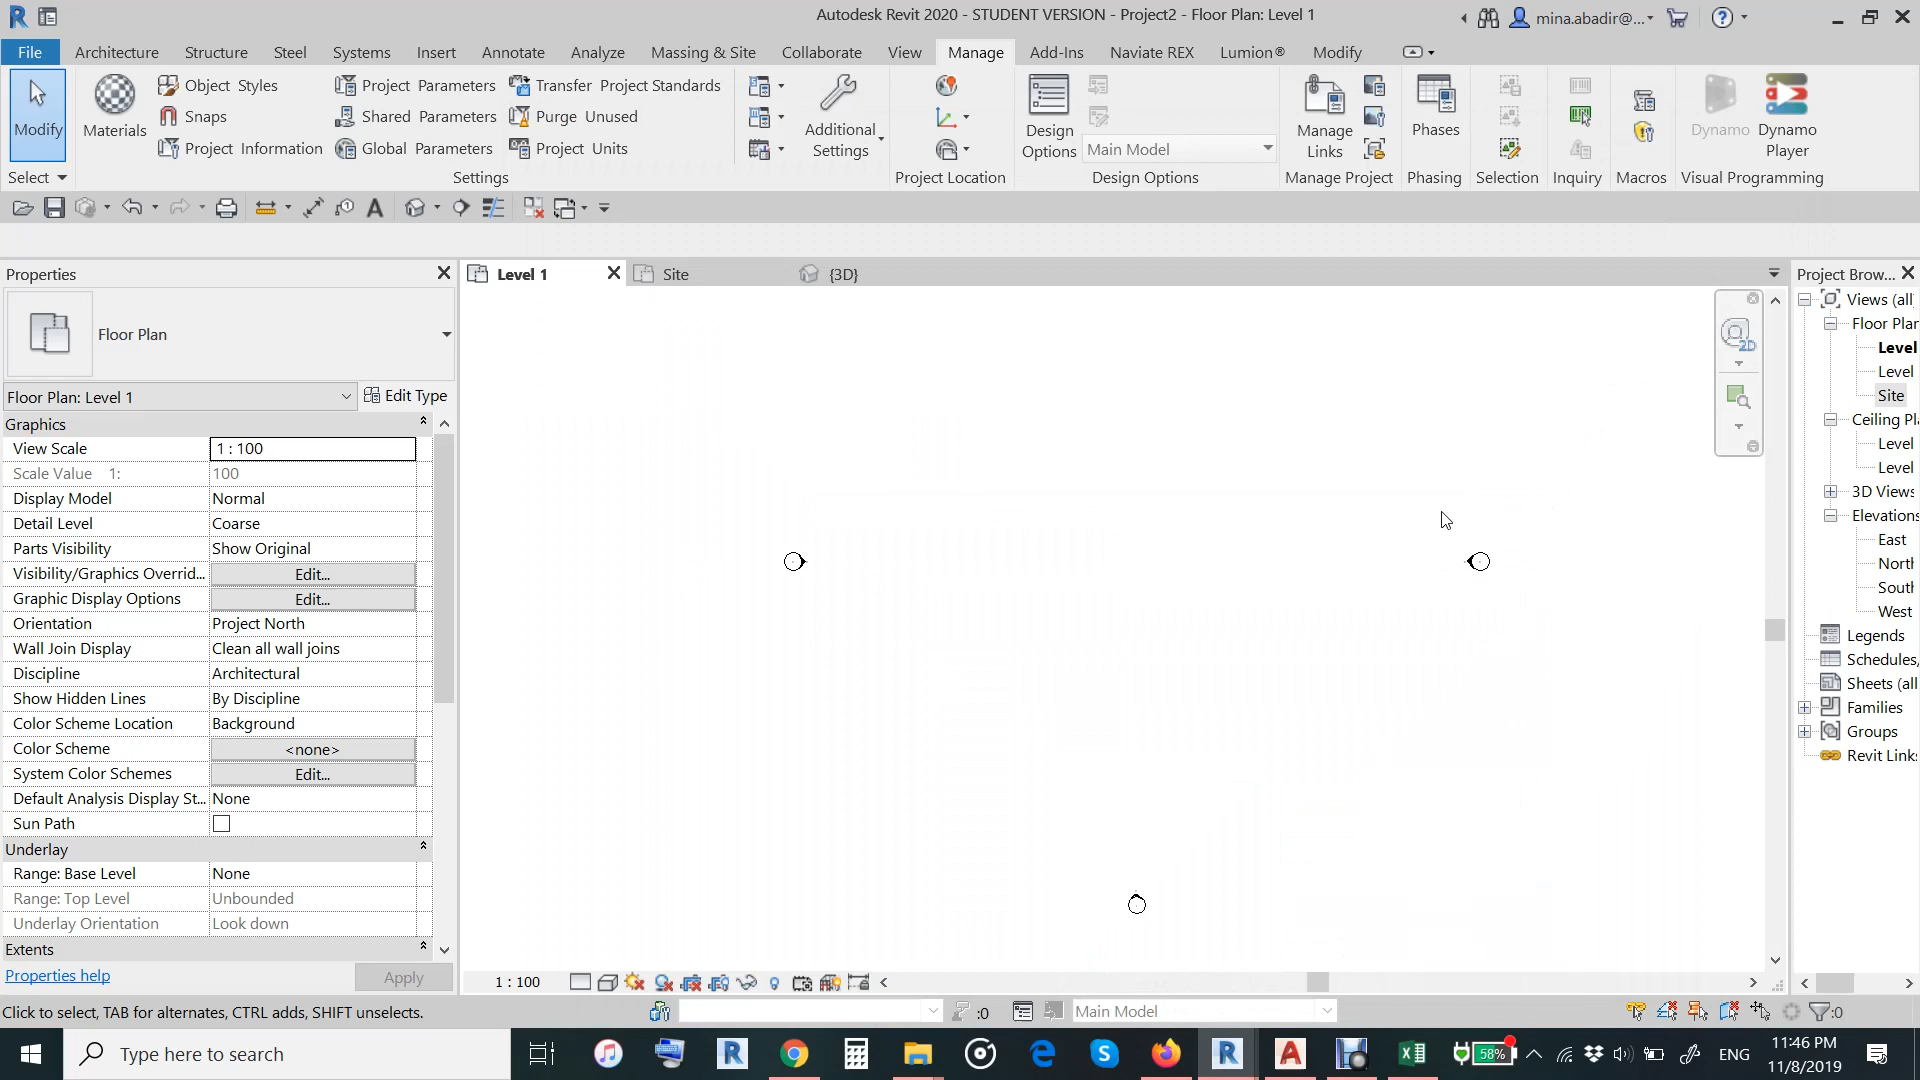 Autodesk Revit 2020 - STUDENT VERSION - Project2 - Floor Plan: Level 1
mina.abadir@...
File Architecture Structure Steel Systems Insert Annotate Analyze Massing & Site Collaborate View Manage Add-Ins Naviate REX Lumion® Modify
Modify
Materials
Object Styles
Snaps
Project Information
Project Parameters
Shared Parameters
Global Parameters
Transfer Project Standards
Purge Unused
Project Units
Additional
Settings
Design
Options
Main Model
Manage
Links
Phases
Dynamo
Dynamo
Player
Select Settings Project Location Design Options Manage Project Phasing Selection Inquiry Macros Visual Programming
Properties
Floor Plan
Floor Plan: Level 1 Edit Type
Graphics
View Scale 1 : 100
Scale Value 1: 100
Display Model Normal
Detail Level Coarse
Parts Visibility Show Original
Visibility/Graphics Overrid... Edit...
Graphic Display Options Edit...
Orientation Project North
Wall Join Display Clean all wall joins
Discipline Architectural
Show Hidden Lines By Discipline
Color Scheme Location Background
Color Scheme <none>
System Color Schemes Edit...
Default Analysis Display St... None
Sun Path
Underlay
Range: Base Level None
Range: Top Level Unbounded
Underlay Orientation Look down
Extents
Properties help Apply
Level 1 Site {3D}
2D
Project Brow...
Views (all
Floor Plan
Level
Level
Site
Ceiling Pl
Level
Level
3D Views
Elevations
East
North
South
West
Legends
Schedules,
Sheets (all
Families
Groups
Revit Links
1 : 100
Click to select, TAB for alternates, CTRL adds, SHIFT unselects.
:0
Main Model
:0
Type here to search
58%
ENG
11:46 PM
11/8/2019